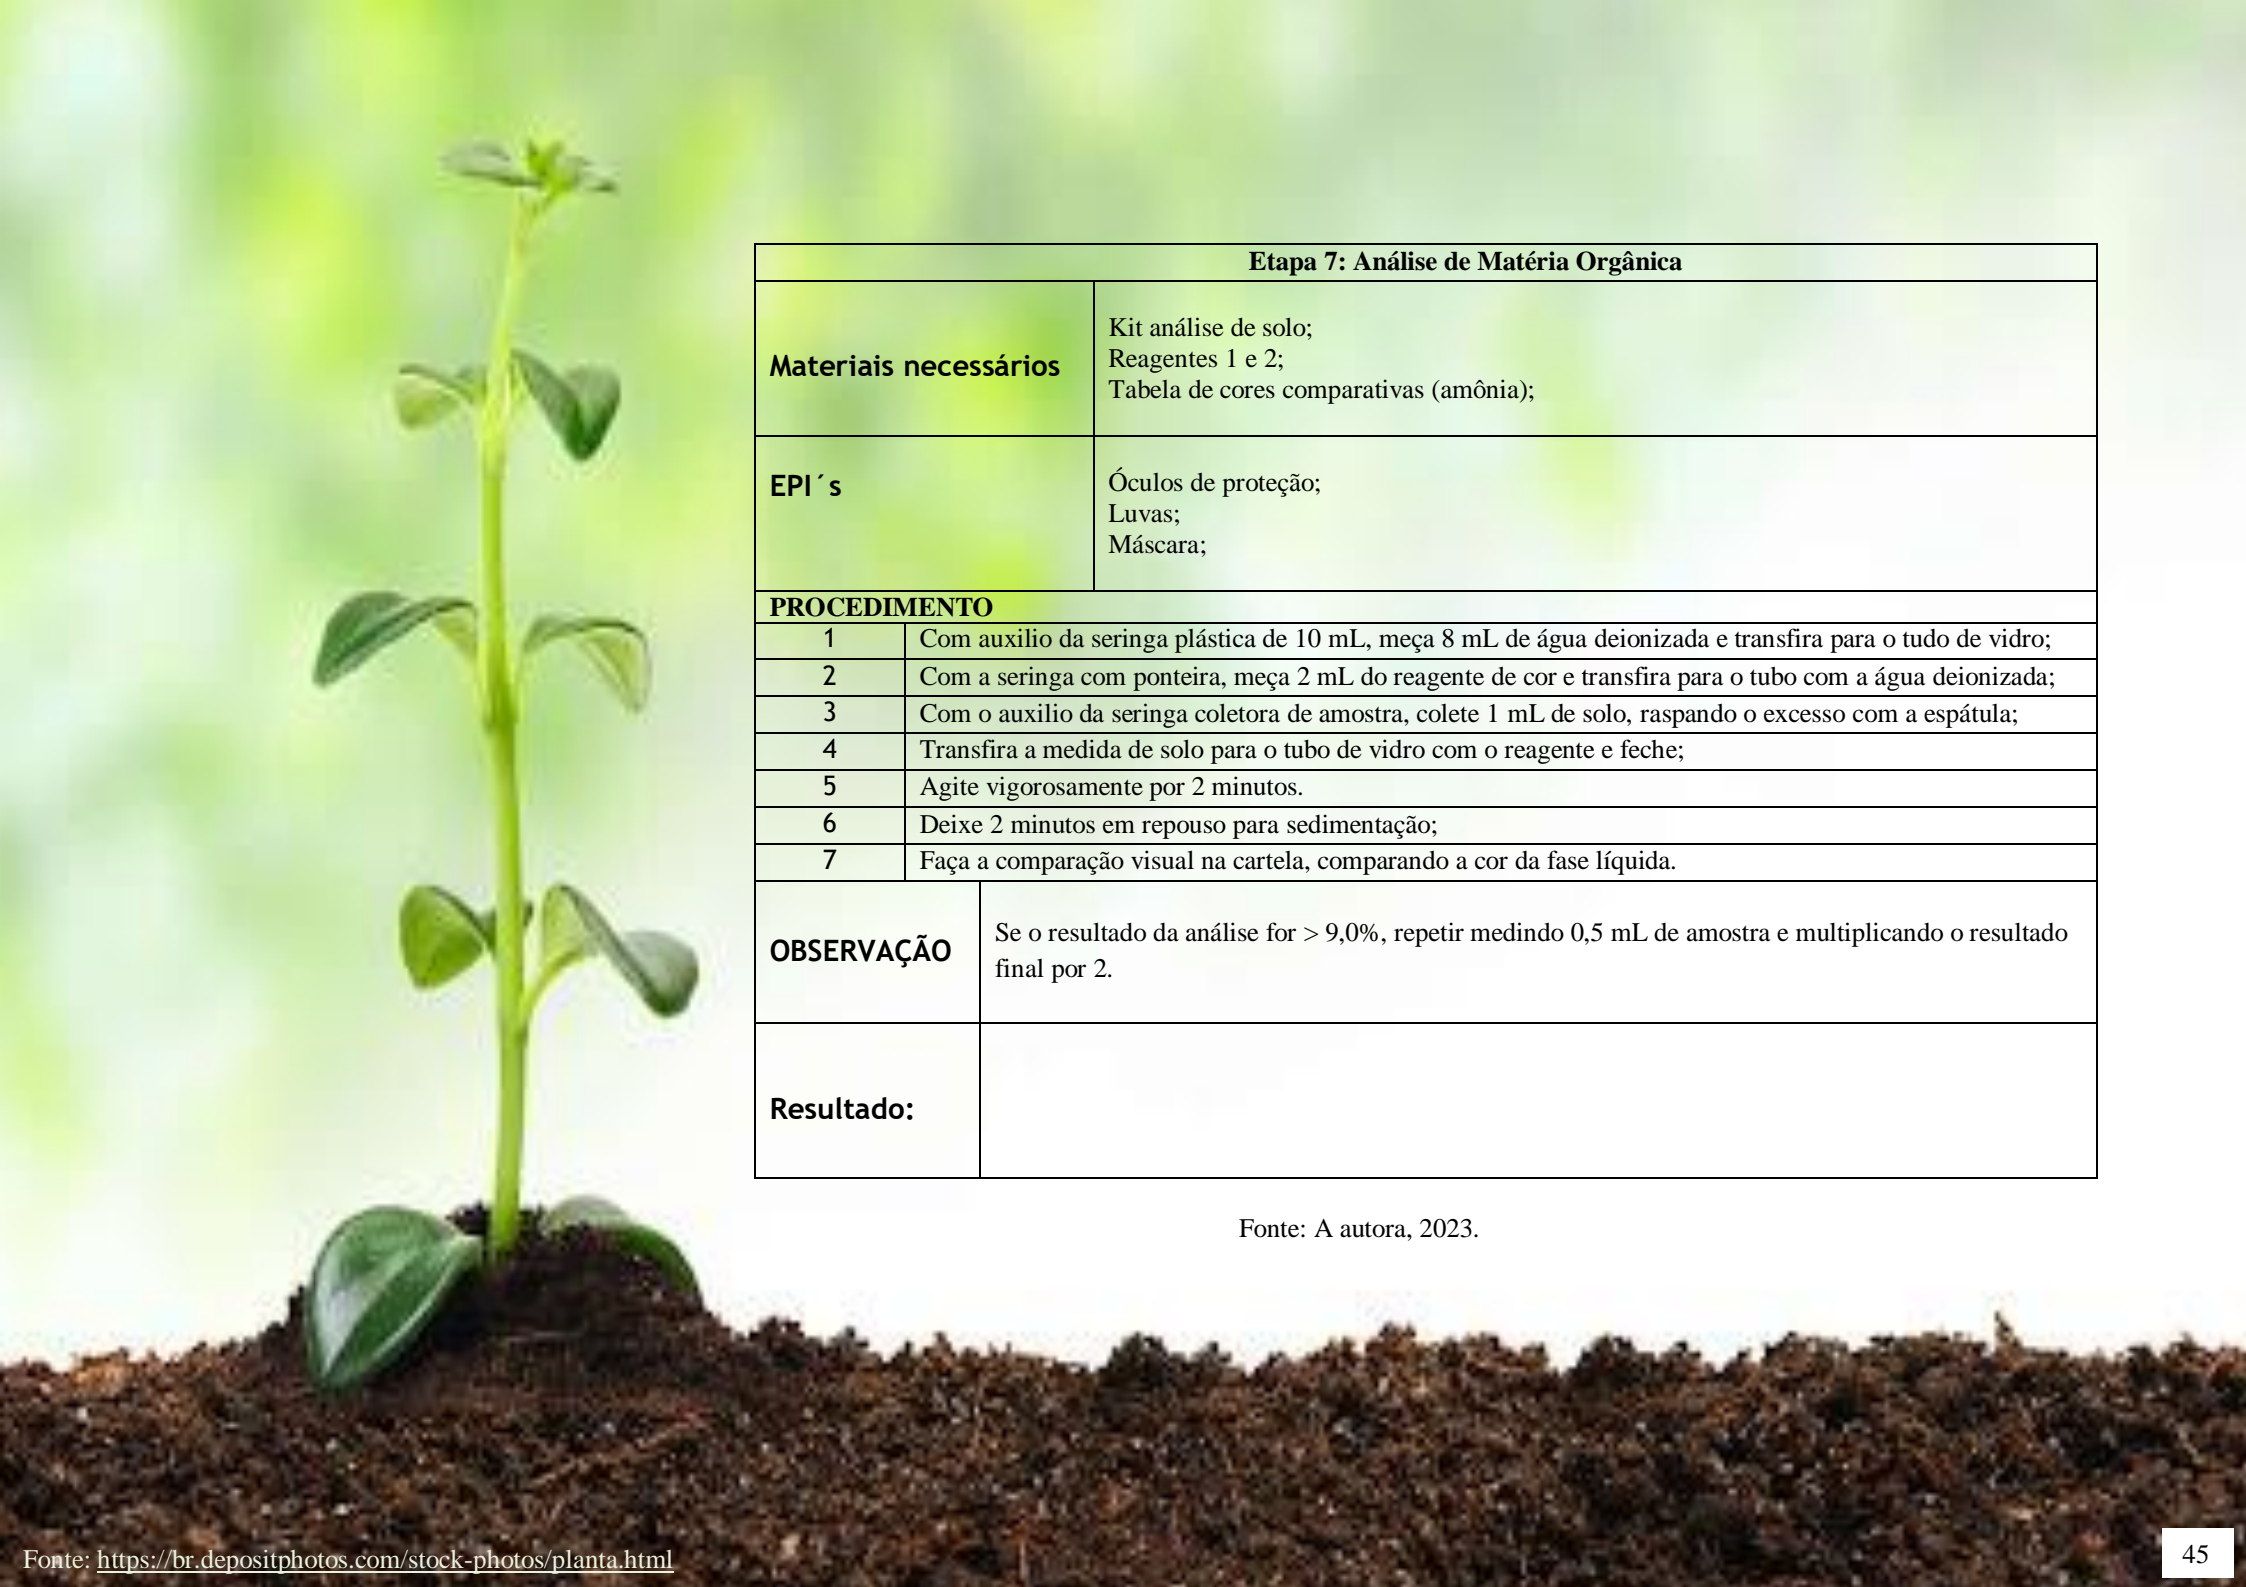 Etapa 7: Análise de Matéria Orgânica
Materiais necessários
Kit análise de solo;
Reagentes 1 e 2;
Tabela de cores comparativas (amônia);
EPI´s
Óculos de proteção;
Luvas;
Máscara;
PROCEDIMENTO
1 Com auxilio da seringa plástica de 10 mL, meça 8 mL de água deionizada e transfira para o tudo de vidro;
2 Com a seringa com ponteira, meça 2 mL do reagente de cor e transfira para o tubo com a água deionizada;
3 Com o auxilio da seringa coletora de amostra, colete 1 mL de solo, raspando o excesso com a espátula;
4 Transfira a medida de solo para o tubo de vidro com o reagente e feche;
5 Agite vigorosamente por 2 minutos.
6 Deixe 2 minutos em repouso para sedimentação;
7 Faça a comparação visual na cartela, comparando a cor da fase líquida.
OBSERVAÇÃO
Se o resultado da análise for > 9,0%, repetir medindo 0,5 mL de amostra e multiplicando o resultado
final por 2.
Resultado:
Fonte: A autora, 2023.
Fonte: https://br.depositphotos.com/stock-photos/planta.html
45